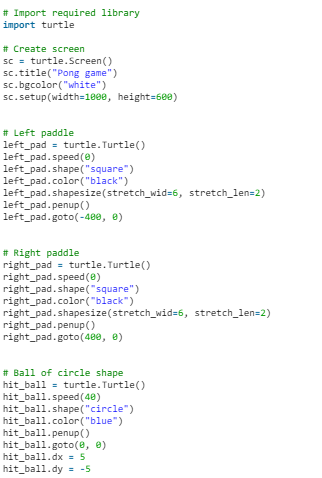 # Import required library
import turtle
# Create screen
sc = turtle.Screen()
sc.title("Pong game")
sc.bgcolor("white")
sc.setup(width=1000, height=600)
# Left paddle
left_pad = turtle.Turtle()
left_pad.speed(0)
left_pad.shape("square")
left_pad.color("black")
left_pad.shapesize(stretch_wid=6, stretch_len=2)
left_pad.penup()
left_pad.goto(-400, 0)
# Right paddle
right_pad = turtle.Turtle()
right_pad.speed(0)
right_pad.shape("square")
right_pad.color("black")
right_pad.shapesize(stretch_wid=6, stretch_len=2)
right_pad.penup()
right_pad.goto(400, 0)
# Ball of circle shape
hit_ball = turtle.Turtle()
hit_ball.speed(40)
hit_ball.shape("circle")
hit_ball.color("blue")
hit_ball.penup()
hit_ball.goto(0, 0)
hit_ball.dx = 5
hit_ball.dy = -5